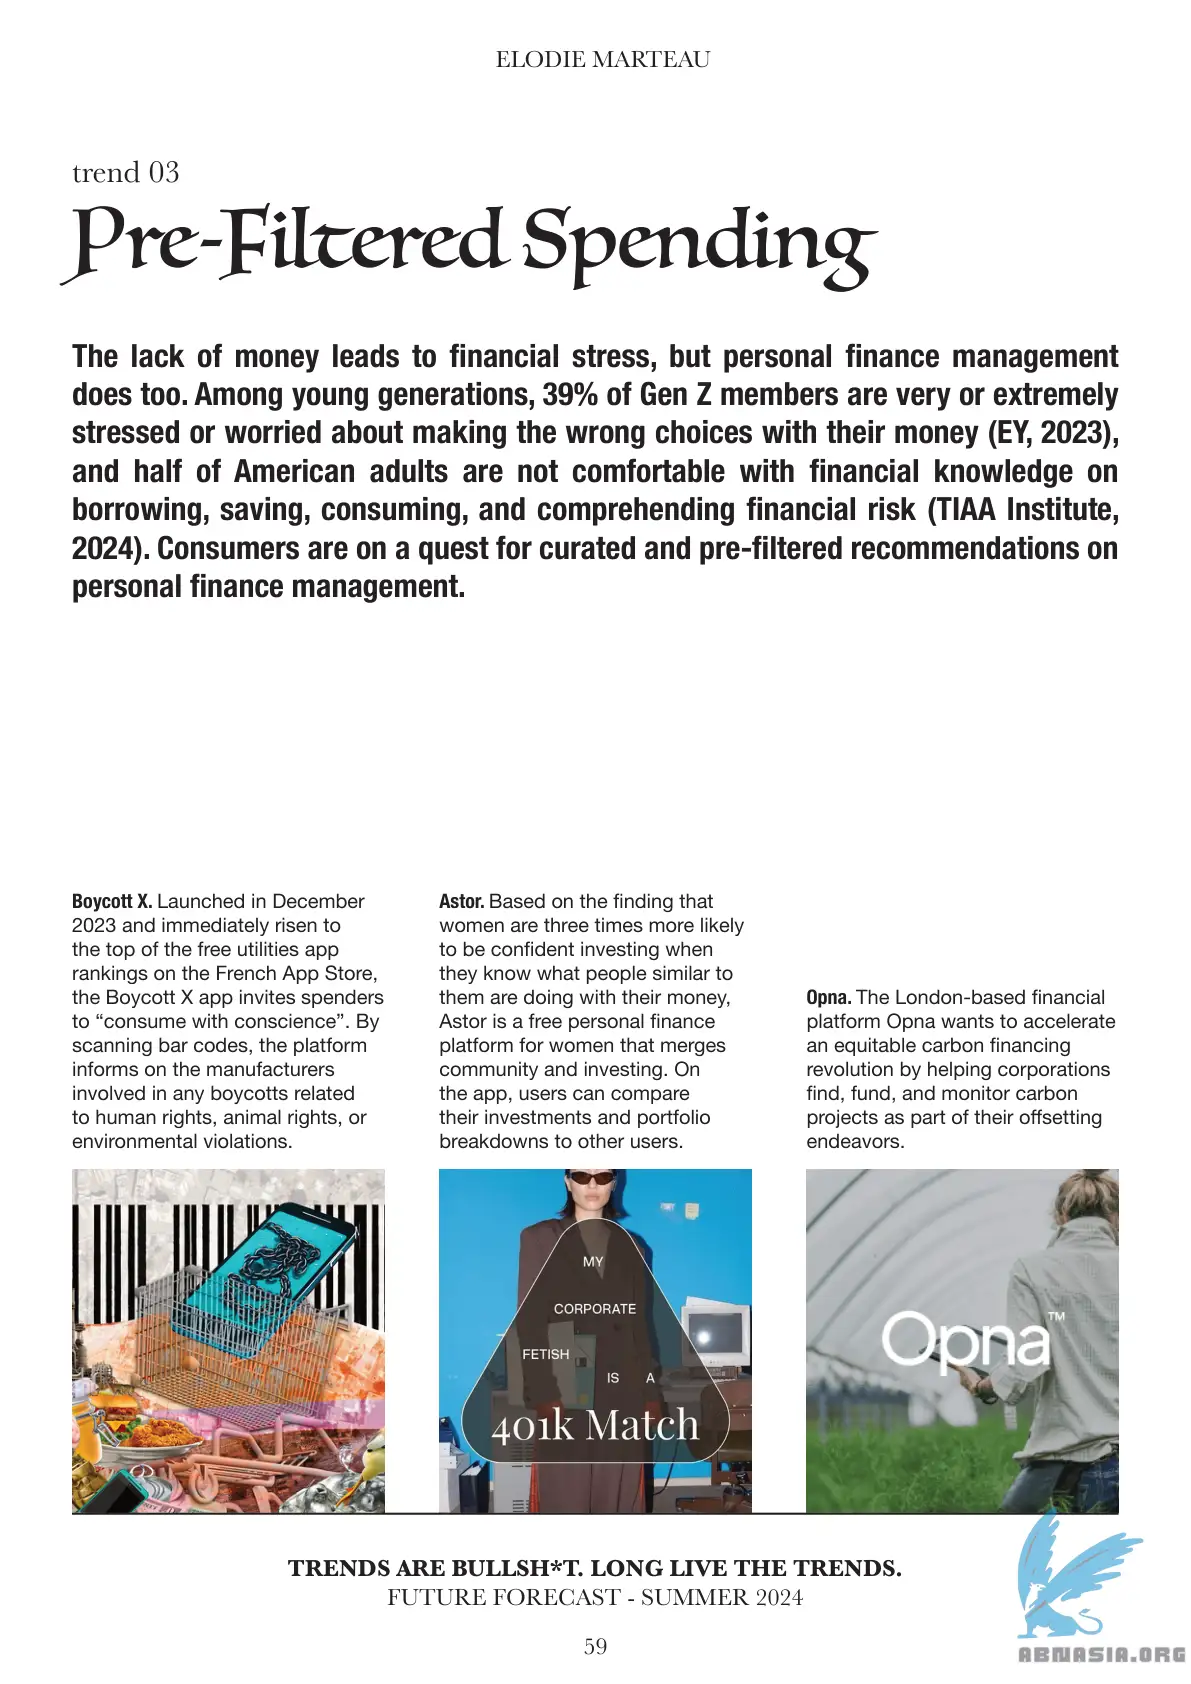 ELODIE MARTEAU
trend 03
Pre-Filtered Spending
The lack of money leads to financial stress, but personal finance management
does too. Among young generations, 39% of Gen Z members are very or extremely
stressed or worried about making the wrong choices with their money (EY, 2023),
and half of American adults are not comfortable with financial knowledge on
borrowing, saving, consuming, and comprehending financial risk (TIAA Institute,
2024). Consumers are on a quest for curated and pre-filtered recommendations on
personal finance management.
Boycott X. Launched in December
2023 and immediately risen to
the top of the free utilities app
rankings on the French App Store,
the Boycott X app invites spenders
to “consume with conscience”. By
scanning bar codes, the platform
informs on the manufacturers
involved in any boycotts related
to human rights, animal rights, or
environmental violations.
Astor. Based on the finding that
women are three times more likely
to be confident investing when
they know what people similar to
them are doing with their money,
Astor is a free personal finance
platform for women that merges
community and investing. On
the app, users can compare
their investments and portfolio
breakdowns to other users.
Opna. The London-based financial
platform Opna wants to accelerate
an equitable carbon financing
revolution by helping corporations
find, fund, and monitor carbon
projects as part of their offsetting
endeavors.
MY
CORPORATE
FETISH
IS A
401k Match
Opna™
TRENDS ARE BULLSH*T. LONG LIVE THE TRENDS.
FUTURE FORECAST - SUMMER 2024
59
ABNASIA.ORG